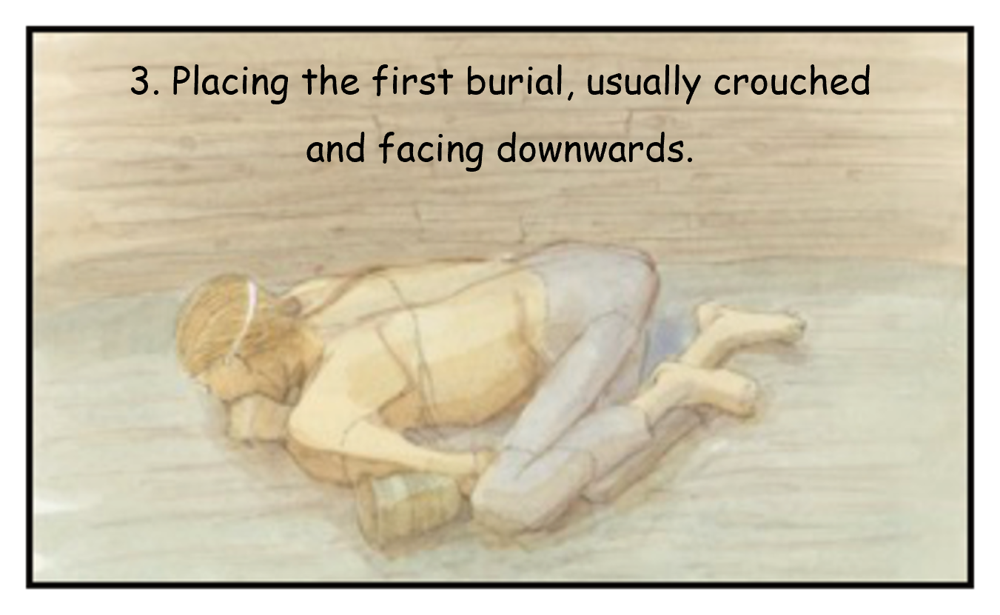 3. Placing the first burial, usually crouched
and facing downwards.